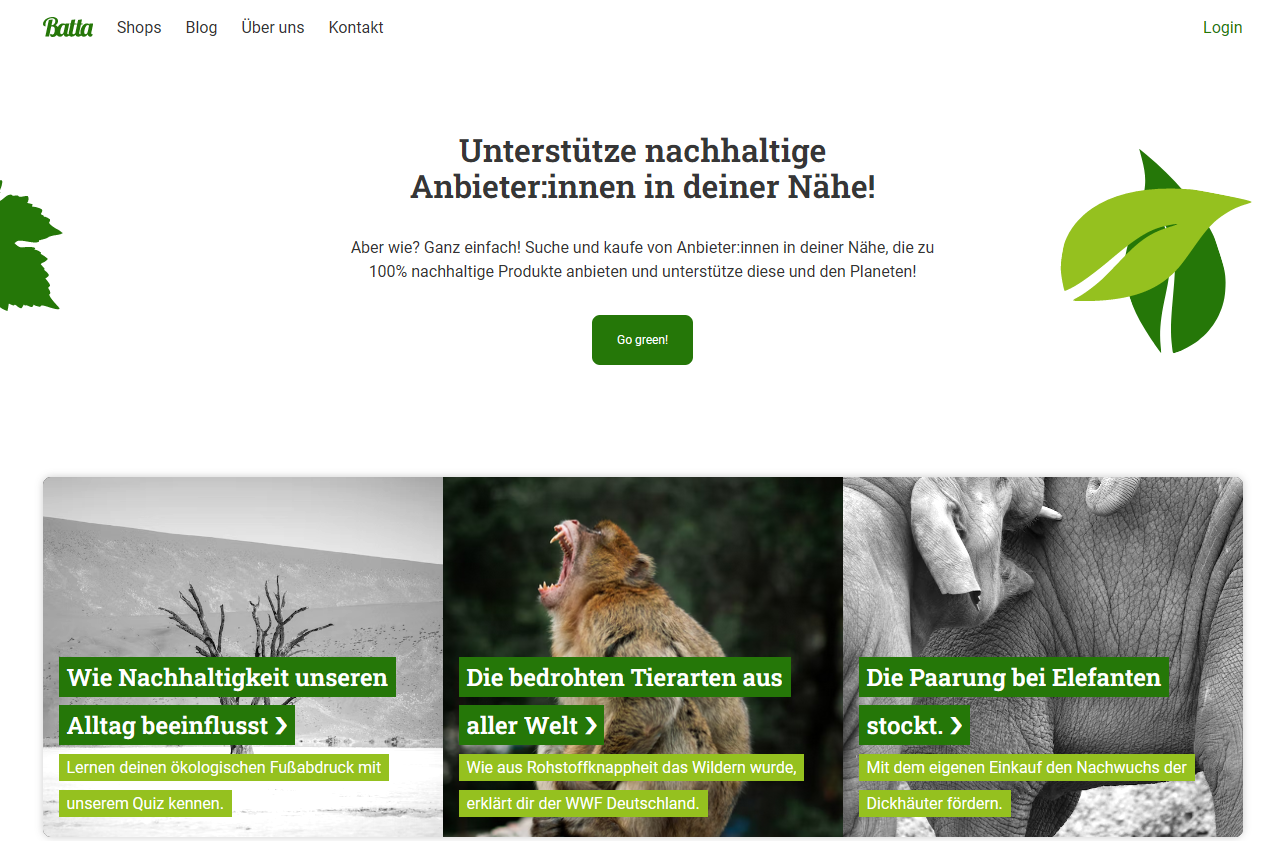 Batta Shops Blog Über uns Kontakt Login
Unterstütze nachhaltige
Anbieter:innen in deiner Nähe!
Aber wie? Ganz einfach! Suche und kaufe von Anbieter:innen in deiner Nähe, die zu
100% nachhaltige Produkte anbieten und unterstütze diese und den Planeten!
Go green!
Wie Nachhaltigkeit unseren
Alltag beeinflusst ❯
Lernen deinen ökologischen Fußabdruck mit
unserem Quiz kennen.
Die bedrohten Tierarten aus
aller Welt ❯
Wie aus Rohstoffknappheit das Wildern wurde,
erklärt dir der WWF Deutschland.
Die Paarung bei Elefanten
stockt. ❯
Mit dem eigenen Einkauf den Nachwuchs der
Dickhäuter fördern.